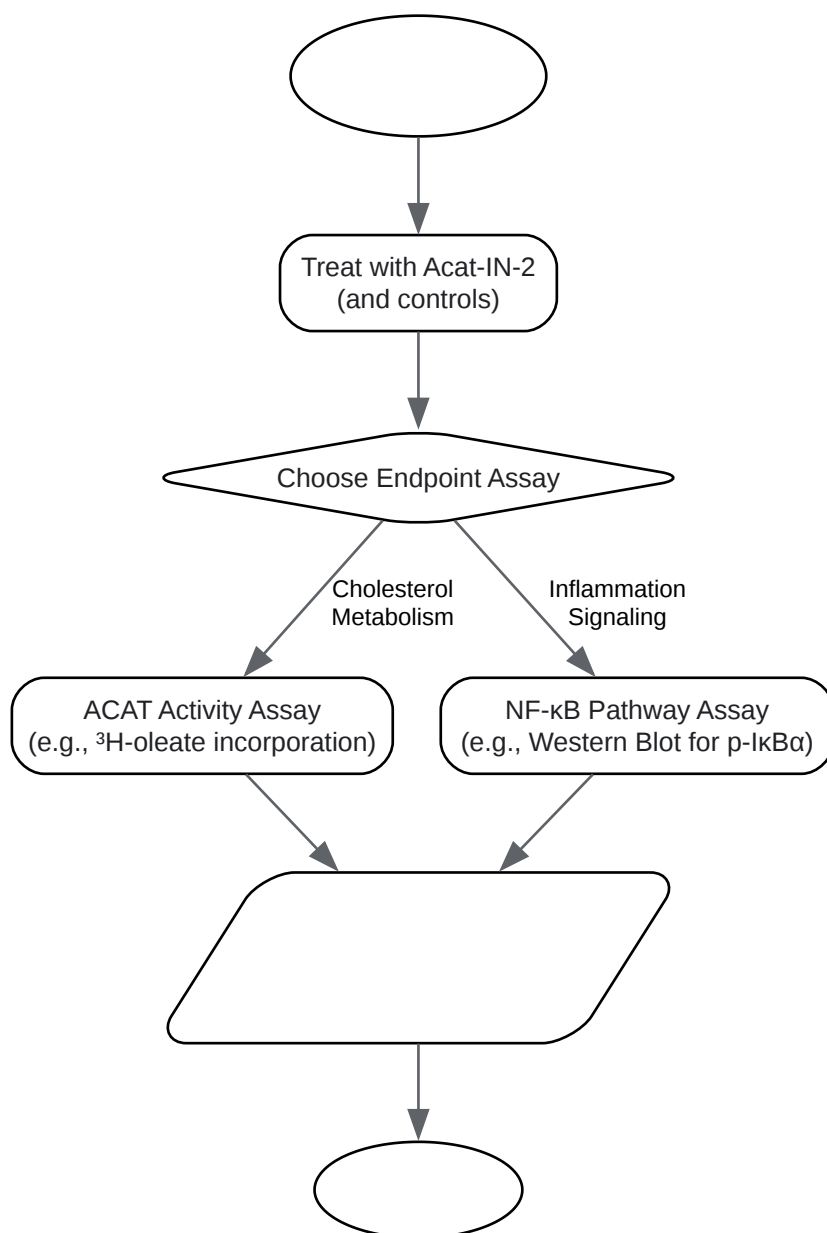 Treat with Acat-IN-2
(and controls)
Choose Endpoint Assay
Cholesterol
Metabolism
Inflammation
Signaling
ACAT Activity Assay
(e.g., ³H-oleate incorporation)
NF-κB Pathway Assay
(e.g., Western Blot for p-IκBα)